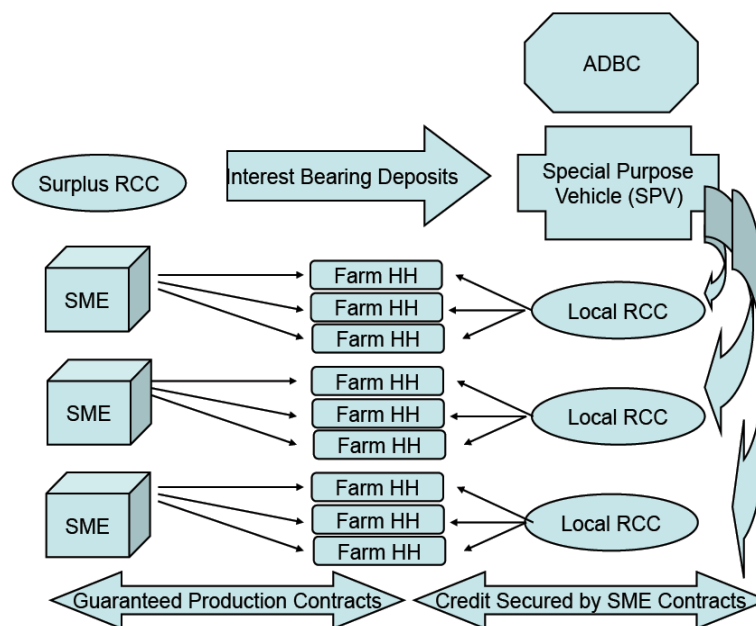 ADBC
Surplus RCC
Interest Bearing Deposits
Special Purpose
Vehicle (SPV)
SME
Farm HH
Farm HH
Farm HH
Local RCC
SME
Farm HH
Farm HH
Farm HH
Local RCC
SME
Farm HH
Farm HH
Farm HH
Local RCC
Guaranteed Production Contracts
Credit Secured by SME Contracts